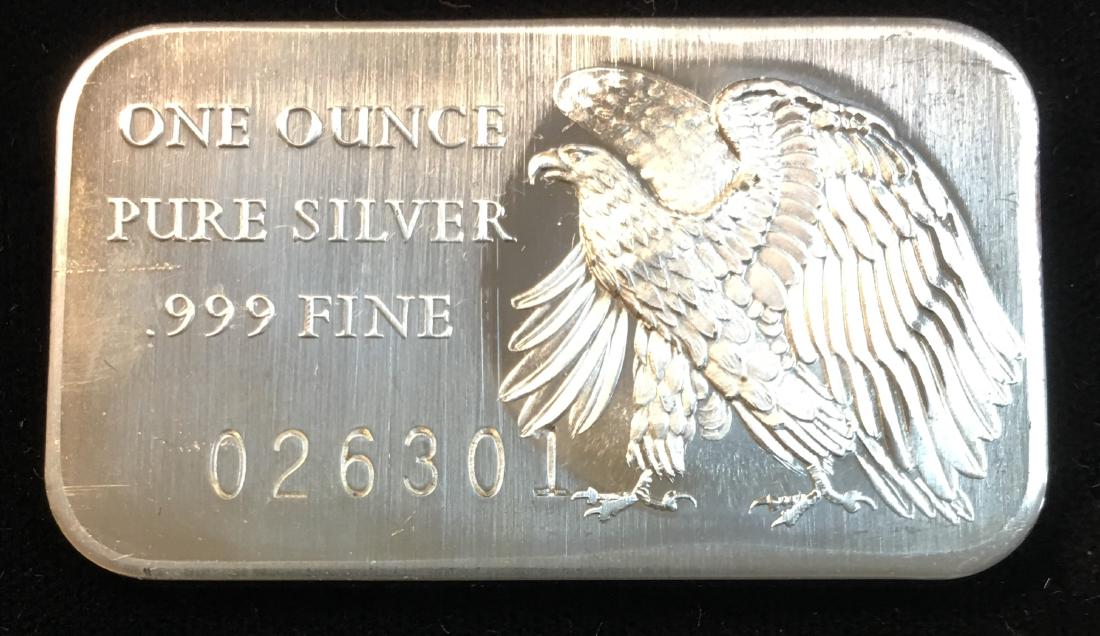 ONE OUNCE
PURE SILVER
.999 FINE
026301